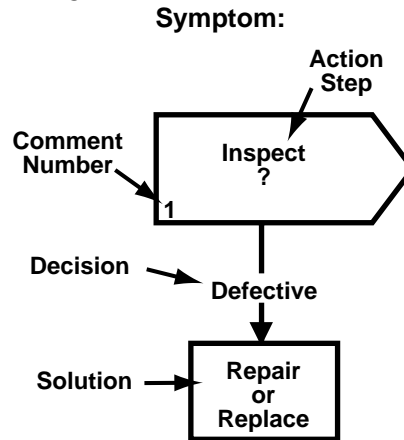 Symptom:
Action
Step
Comment
Number
Inspect
?
1
Decision
Defective
Solution
Repair
or
Replace